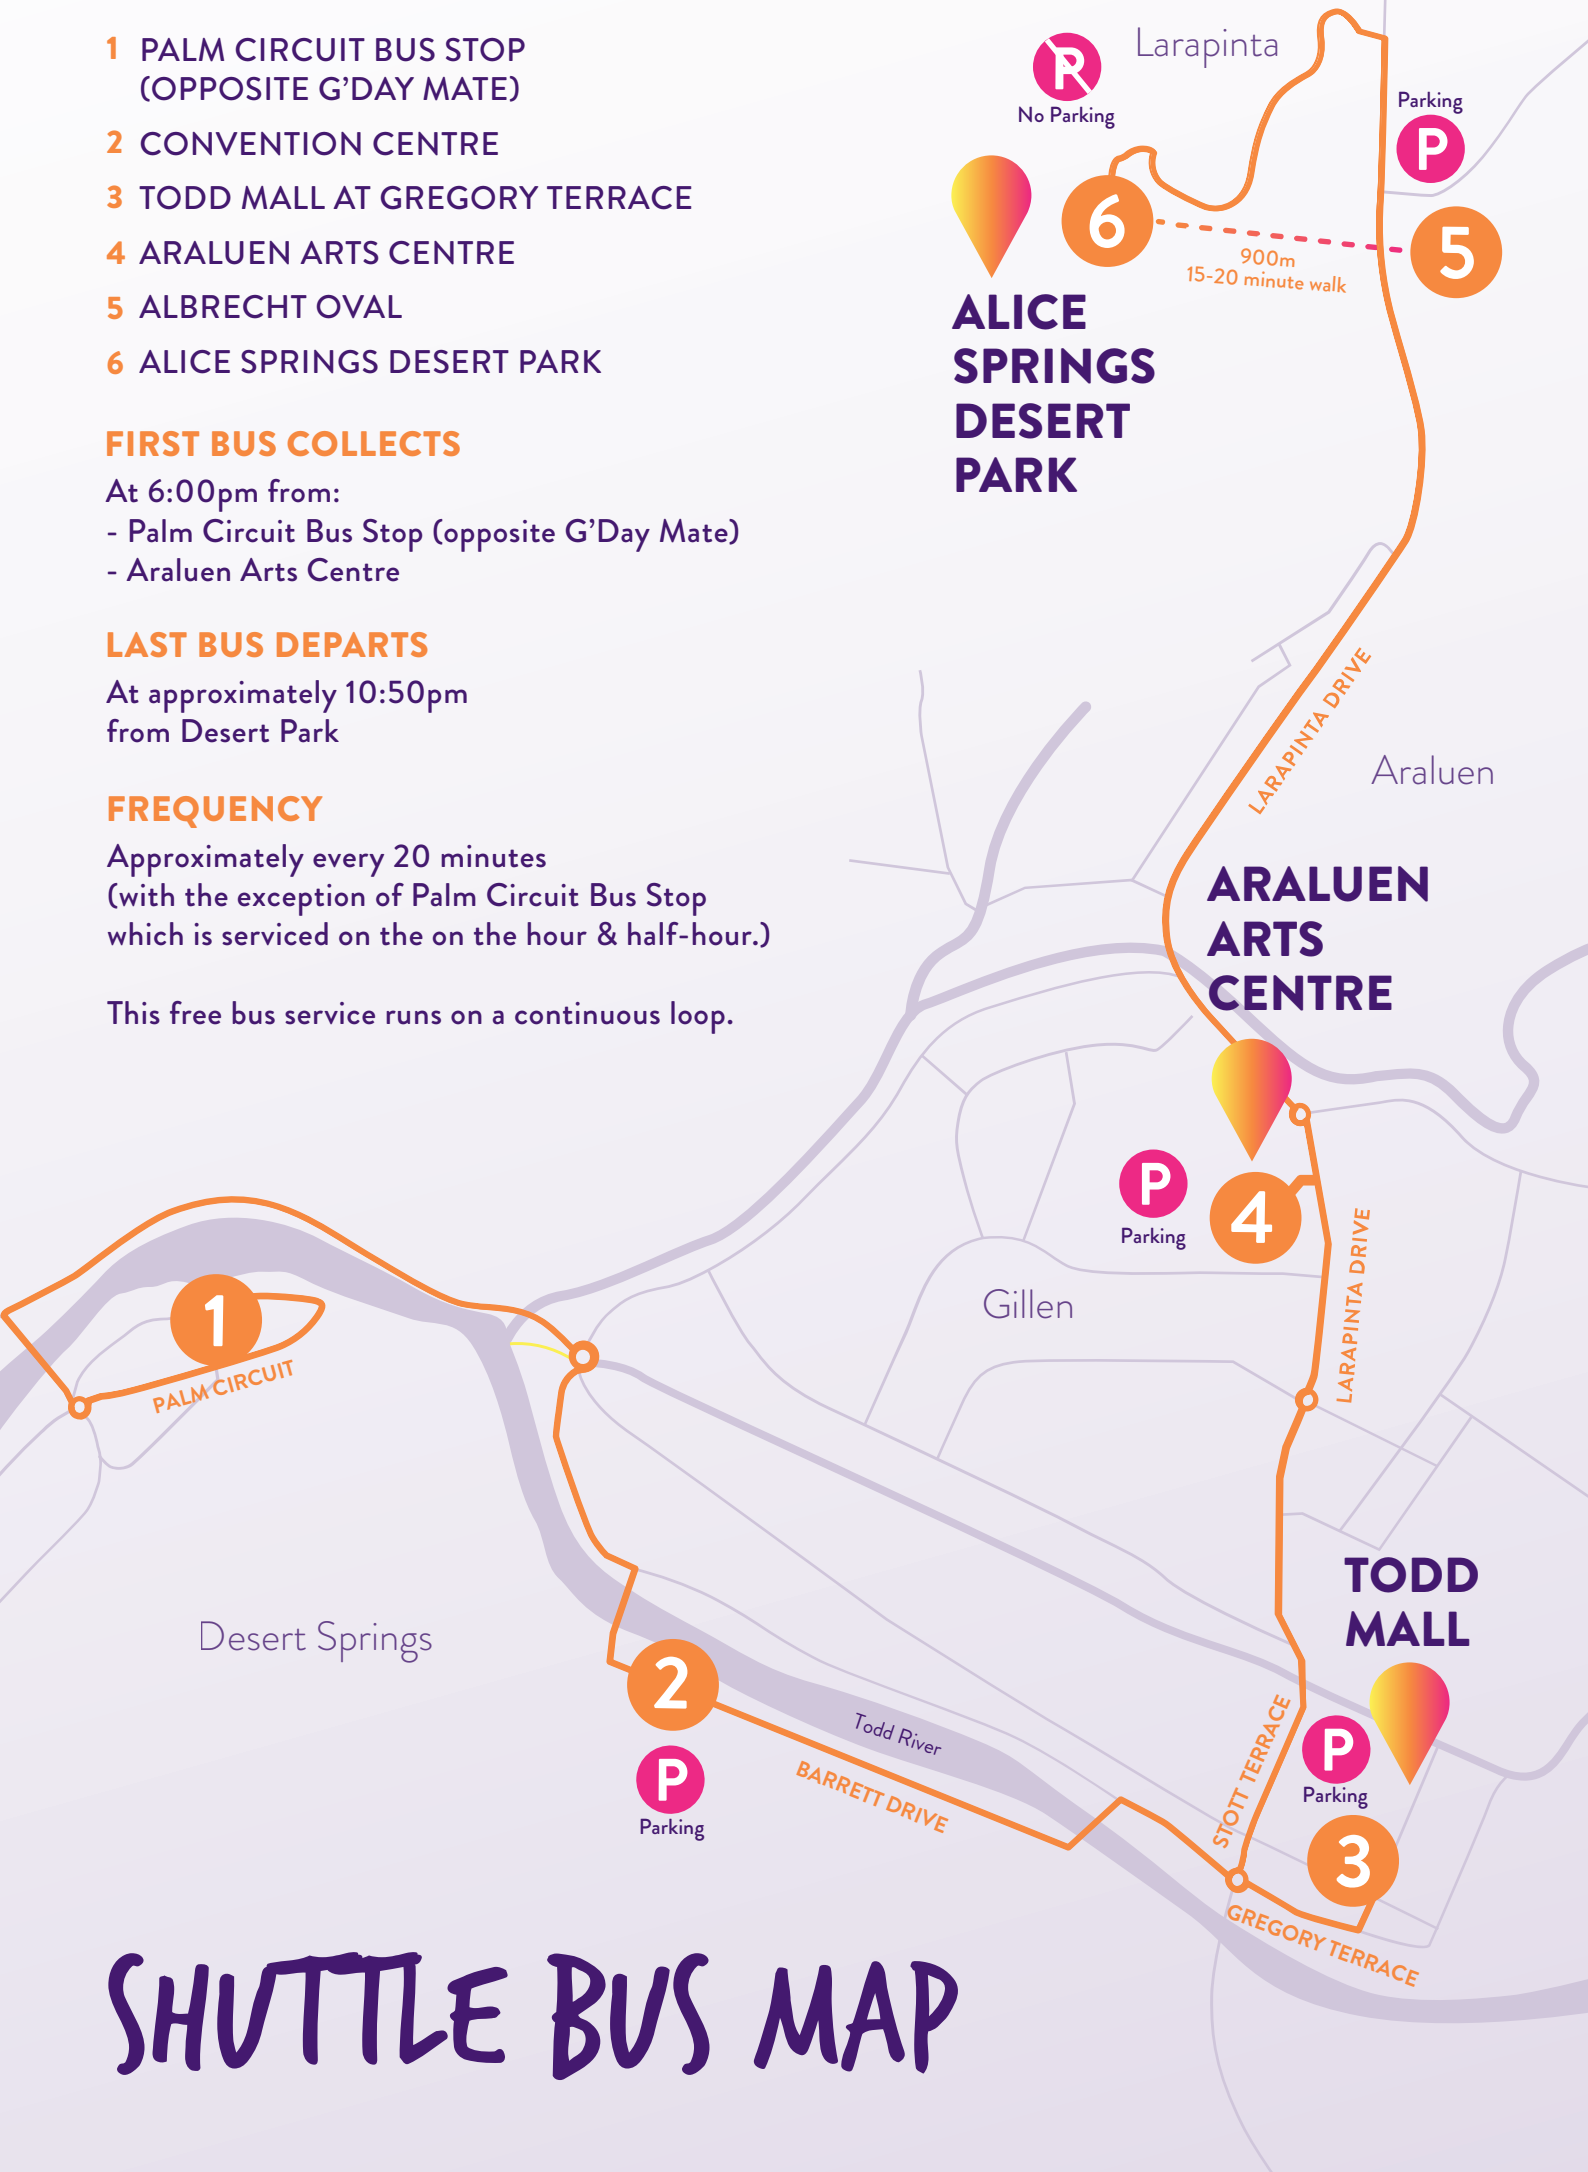 1 PALM CIRCUIT BUS STOP
(OPPOSITE G'DAY MATE)
2 CONVENTION CENTRE
3 TODD MALL AT GREGORY TERRACE
4 ARALUEN ARTS CENTRE
5 ALBRECHT OVAL
6 ALICE SPRINGS DESERT PARK
FIRST BUS COLLECTS
At 6:00pm from:
- Palm Circuit Bus Stop (opposite G'Day Mate)
- Araluen Arts Centre
LAST BUS DEPARTS
At approximately 10:50pm
from Desert Park
FREQUENCY
Approximately every 20 minutes
(with the exception of Palm Circuit Bus Stop
which is serviced on the on the hour & half-hour.)
This free bus service runs on a continuous loop.
Larapinta
R
No Parking
Parking
P
6
5
900m
15-20 minute walk
ALICE
SPRINGS
DESERT
PARK
LARAPINTA DRIVE
Araluen
ARALUEN
ARTS
CENTRE
P
Parking
4
LARAPINTA DRIVE
Gillen
1
PALM CIRCUIT
Desert Springs
TODD
MALL
2
P
Parking
Todd River
BARRETT DRIVE
STOTT TERRACE
P
Parking
3
GREGORY TERRACE
SHUTTLE BUS MAP